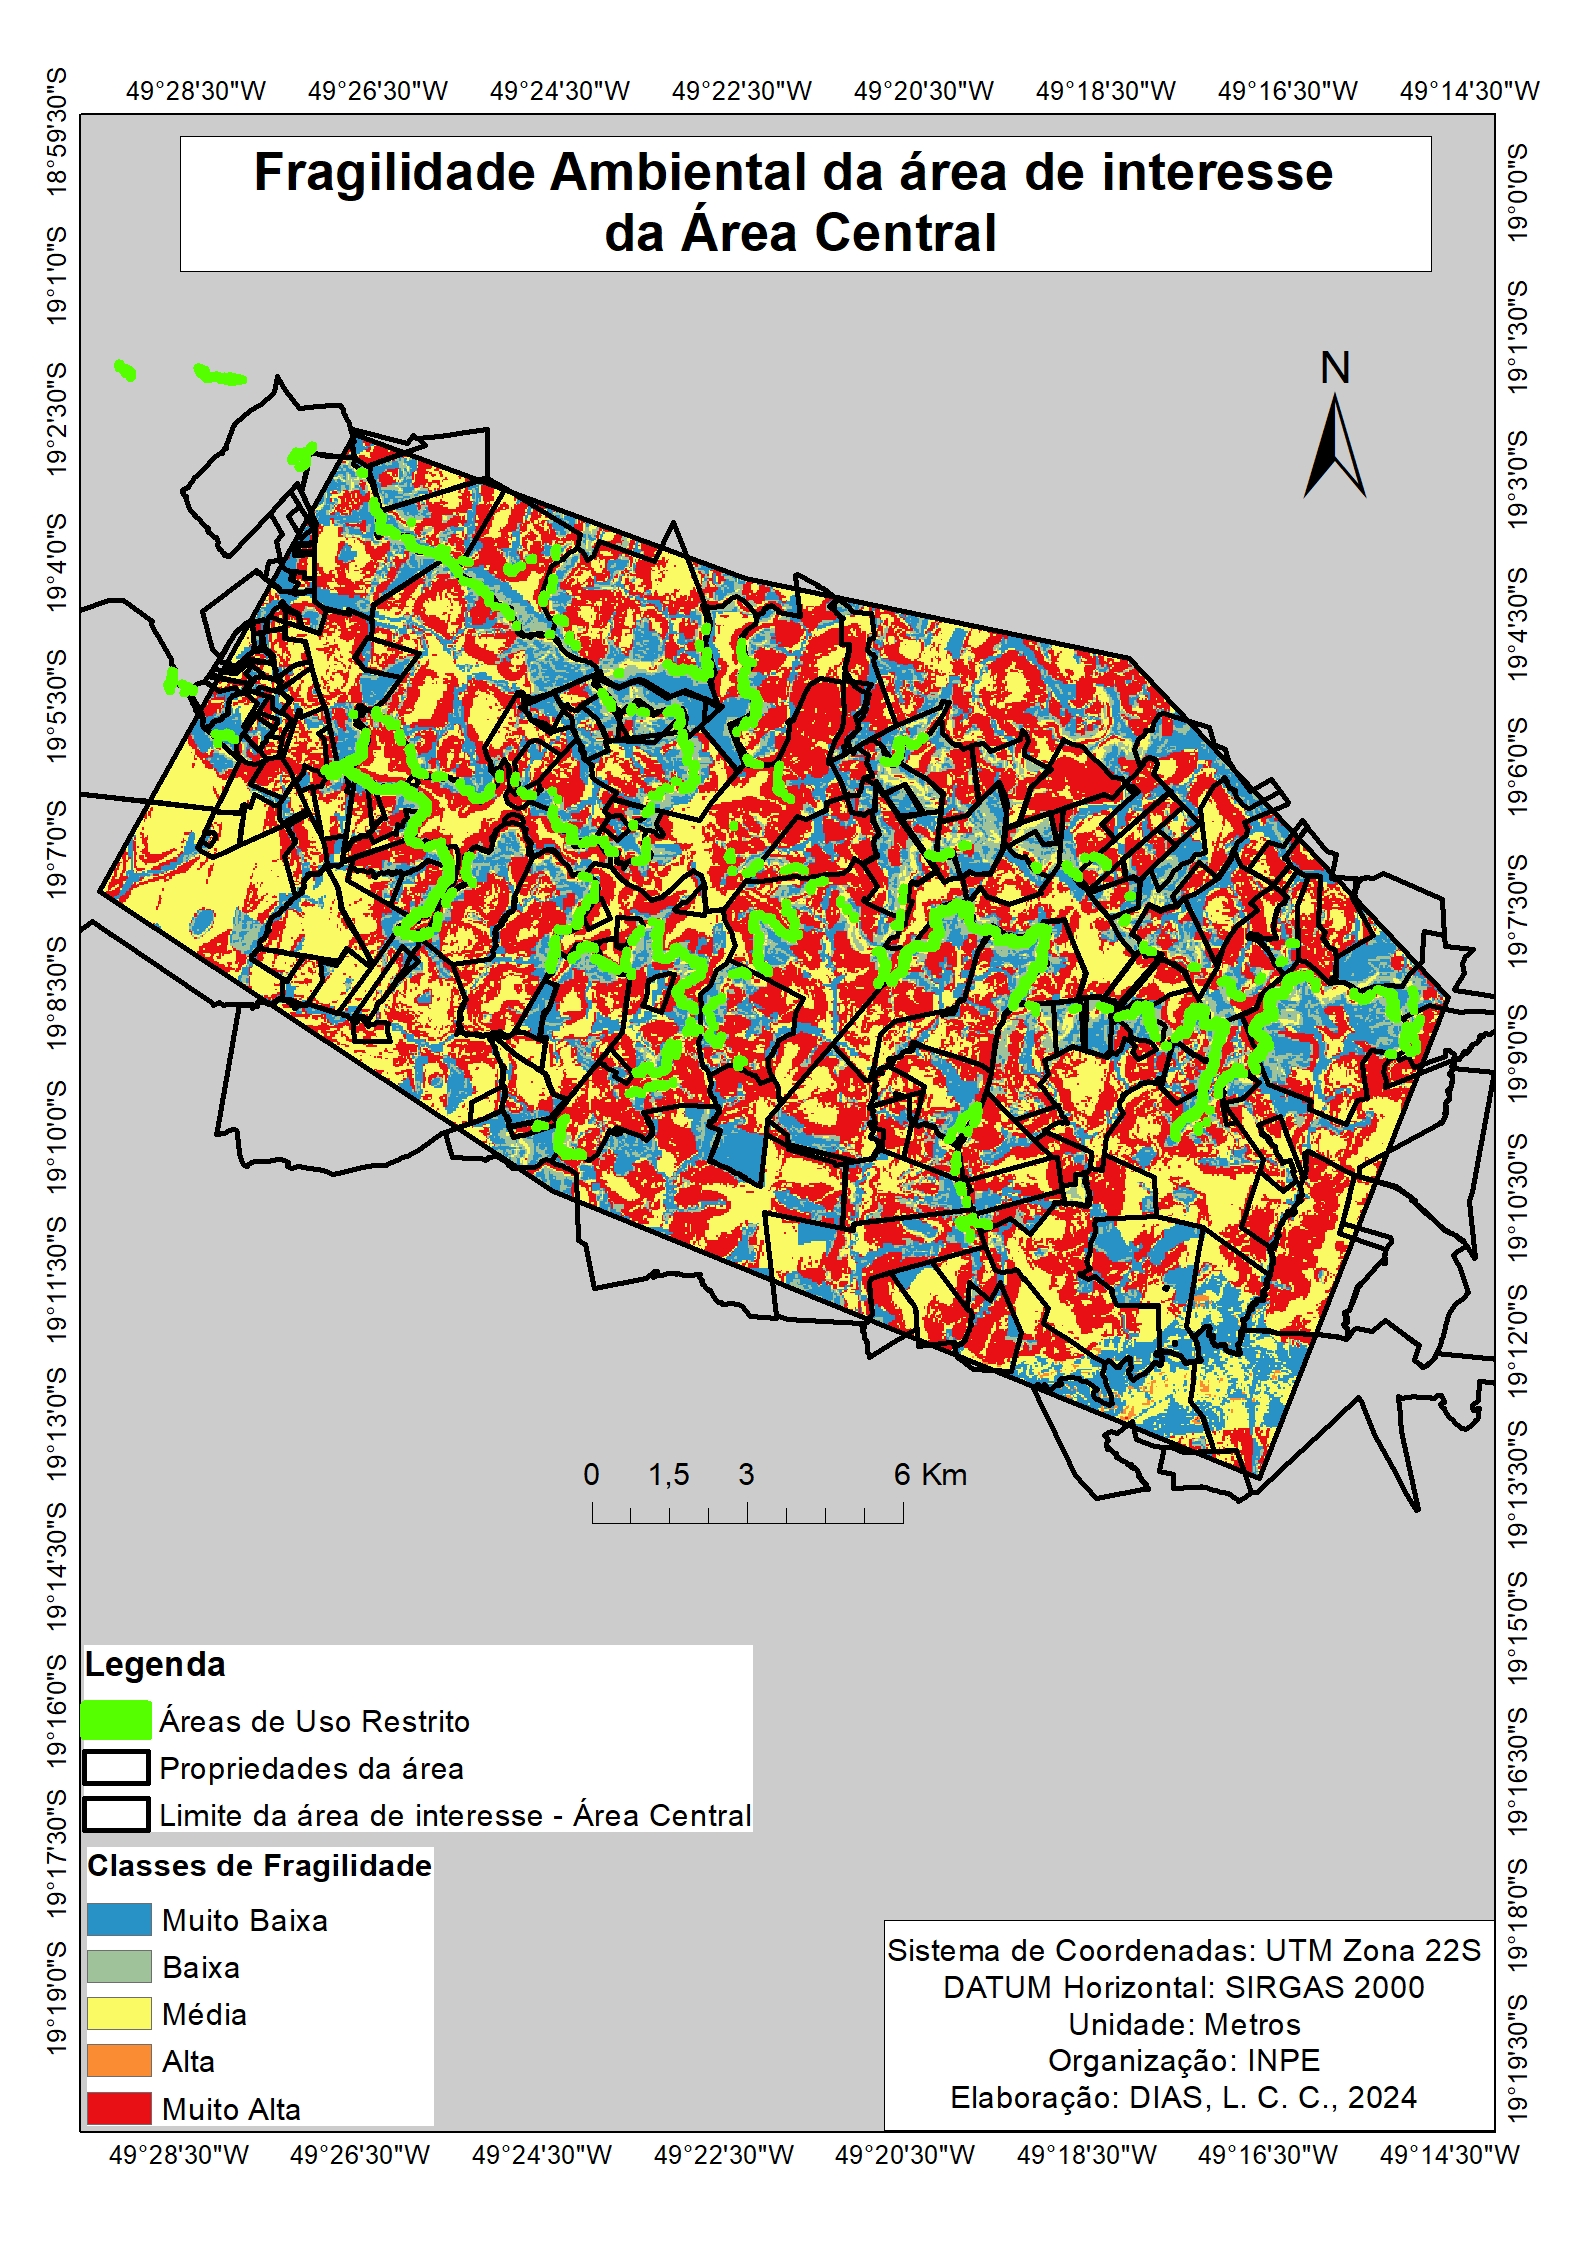 49°28'30"W 49°26'30"W 49°24'30"W 49°22'30"W 49°20'30"W 49°18'30"W 49°16'30"W 49°14'30"W
Fragilidade Ambiental da área de interesse
da Área Central
N
18°59'30"S
19°1'0"S
19°2'30"S
19°4'0"S
19°5'30"S
19°7'0"S
19°8'30"S
19°10'0"S
19°11'30"S
19°13'0"S
19°14'30"S
19°16'0"S
19°17'30"S
19°19'0"S
19°0'0"S
19°1'30"S
19°3'0"S
19°4'30"S
19°6'0"S
19°7'30"S
19°9'0"S
19°10'30"S
19°12'0"S
19°13'30"S
19°15'0"S
19°16'30"S
19°18'0"S
19°19'30"S
0 1,5 3 6 Km
Legenda
Áreas de Uso Restrito
Propriedades da área
Limite da área de interesse - Área Central
Classes de Fragilidade
Muito Baixa
Baixa
Média
Alta
Muito Alta
Sistema de Coordenadas: UTM Zona 22S
DATUM Horizontal: SIRGAS 2000
Unidade: Metros
Organização: INPE
Elaboração: DIAS, L. C. C., 2024
49°28'30"W 49°26'30"W 49°24'30"W 49°22'30"W 49°20'30"W 49°18'30"W 49°16'30"W 49°14'30"W